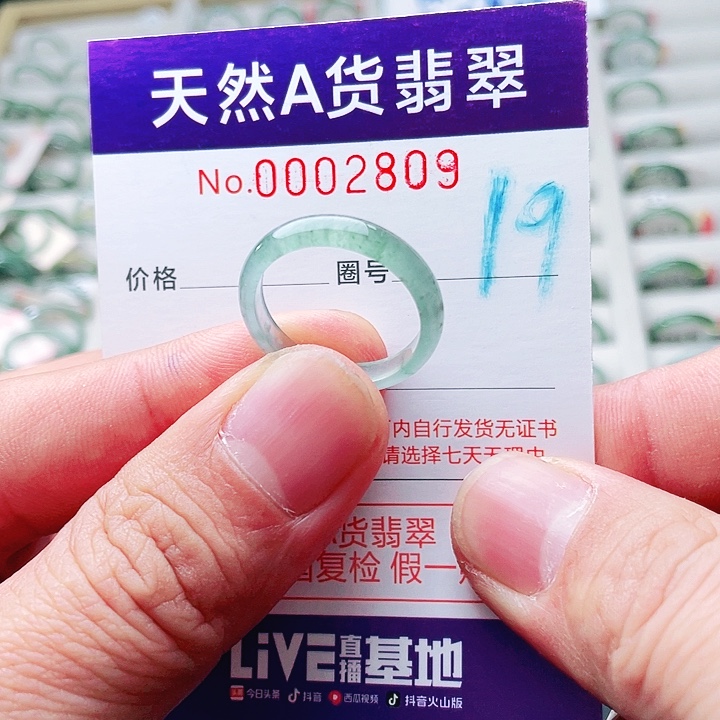 天然A货翡翠
No.0002809
19
价格 圈号
内自行发货无证书
请选择七天无理由
货翡翠
复检 假一
LiVE直播基地
今日头条 抖音 西瓜视频 抖音火山版